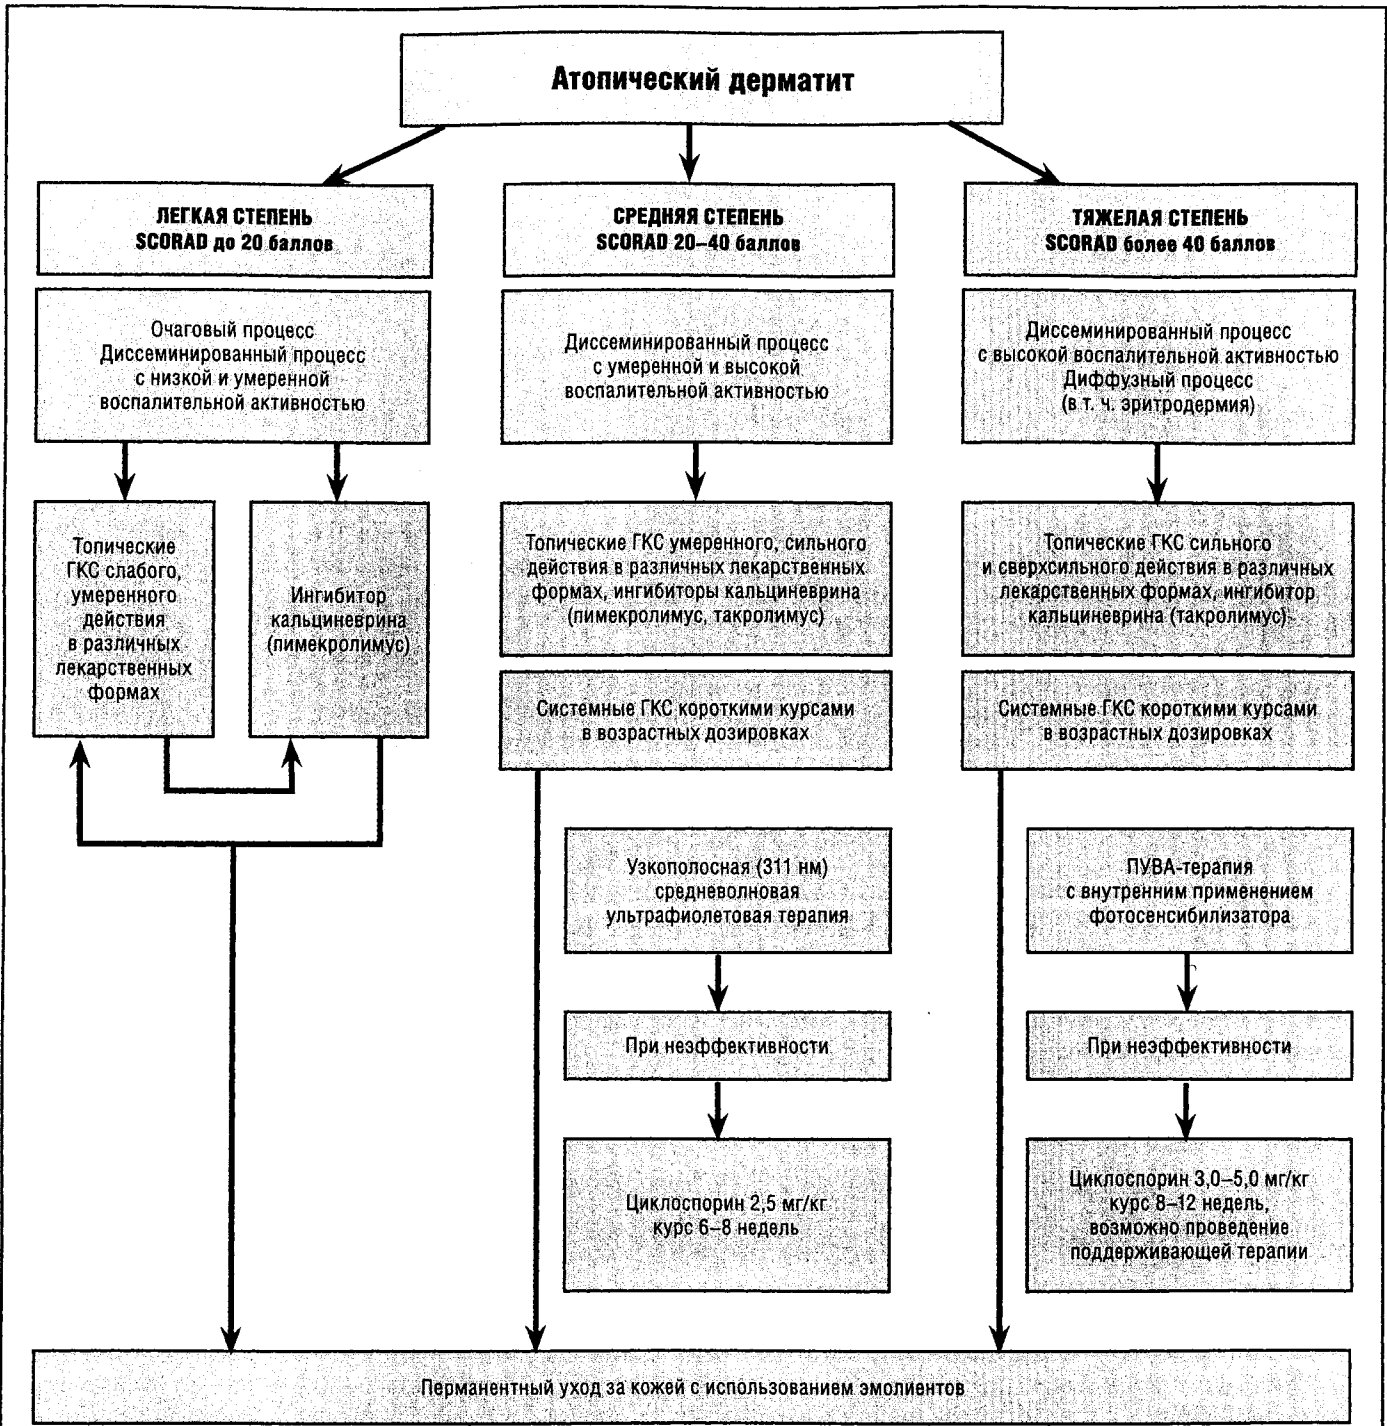 Атопический дерматит
ЛЕГКАЯ СТЕПЕНЬ
SCORAD до 20 баллов
СРЕДНЯЯ СТЕПЕНЬ
SCORAD 20–40 баллов
ТЯЖЕЛАЯ СТЕПЕНЬ
SCORAD более 40 баллов
Очаговый процесс
Диссеминированный процесс
с низкой и умеренной
воспалительной активностью
Диссеминированный процесс
с умеренной и высокой
воспалительной активностью
Диссеминированный процесс
с высокой воспалительной активностью
Диффузный процесс
(в т. ч. эритродермия)
Топические
ГКС слабого,
умеренного
действия
в различных
лекарственных
формах
Ингибитор
кальциневрина
(пимекролимус)
Топические ГКС умеренного, сильного
действия в различных лекарственных
формах, ингибиторы кальциневрина
(пимекролимус, такролимус)
Топические ГКС сильного
и сверхсильного действия в различных
лекарственных формах, ингибитор
кальциневрина (такролимус)
Системные ГКС короткими курсами
в возрастных дозировках
Системные ГКС короткими курсами
в возрастных дозировках
Узкополосная (311 нм)
средневолновая
ультрафиолетовая терапия
ПУВА-терапия
с внутренним применением
фотосенсибилизатора
При неэффективности
При неэффективности
Циклоспорин 2,5 мг/кг
курс 6–8 недель
Циклоспорин 3,0–5,0 мг/кг
курс 8–12 недель,
возможно проведение
поддерживающей терапии
Перманентный уход за кожей с использованием эмолиентов